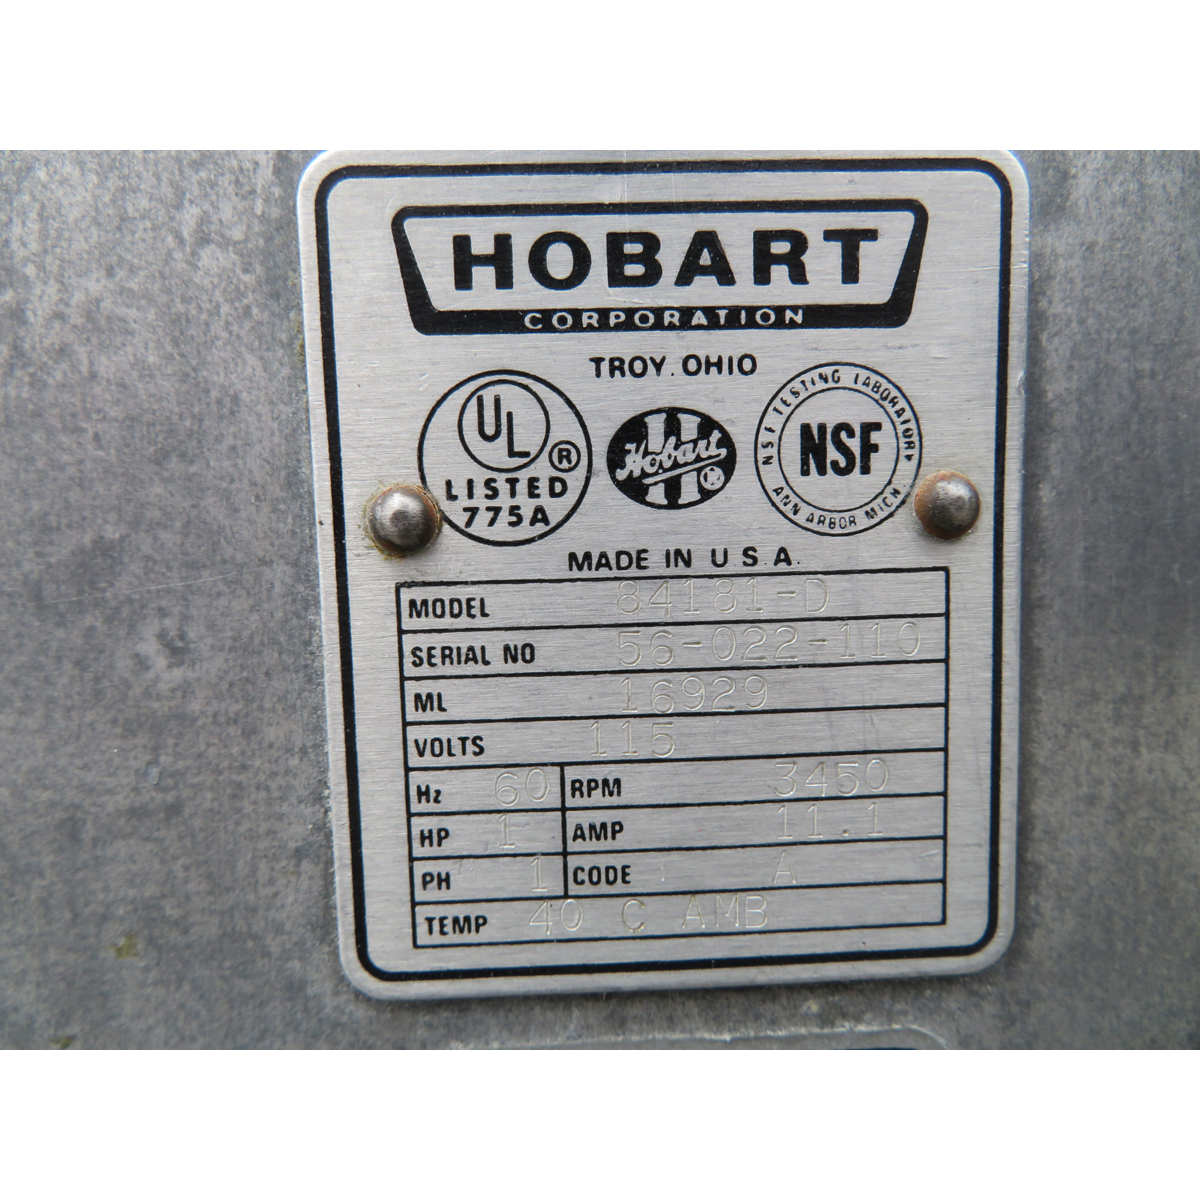 HOBART
CORPORATION
TROY, OHIO
UL ®
LISTED
775A
Hobart ®
NSF TESTING LABORATORY
NSF
ANN ARBOR MICH.
MADE IN U.S.A.
MODEL 84181-D
SERIAL NO 56-022-110
ML 16929
VOLTS 115
Hz 60 RPM 3450
HP 1 AMP 11.1
PH 1 CODE A
TEMP 40 C AMB